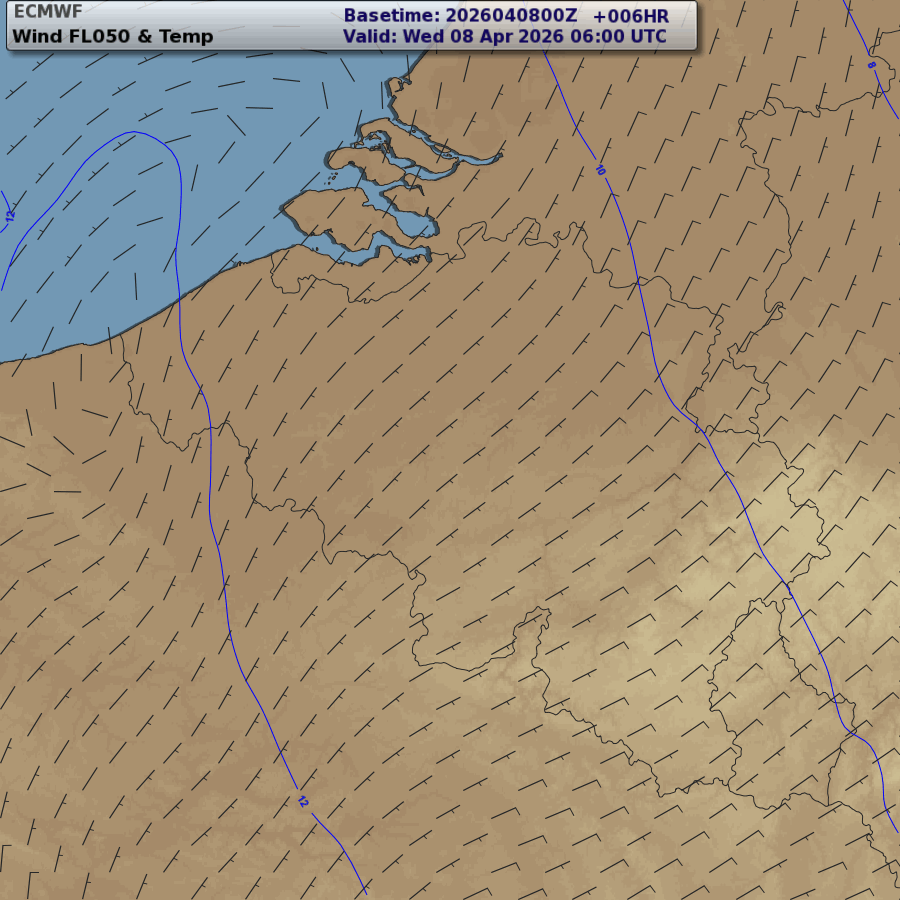 ECMWF
Basetime: 2026040800Z +006HR
Wind FL050 & Temp
Valid: Wed 08 Apr 2026 06:00 UTC
8
10
12
12